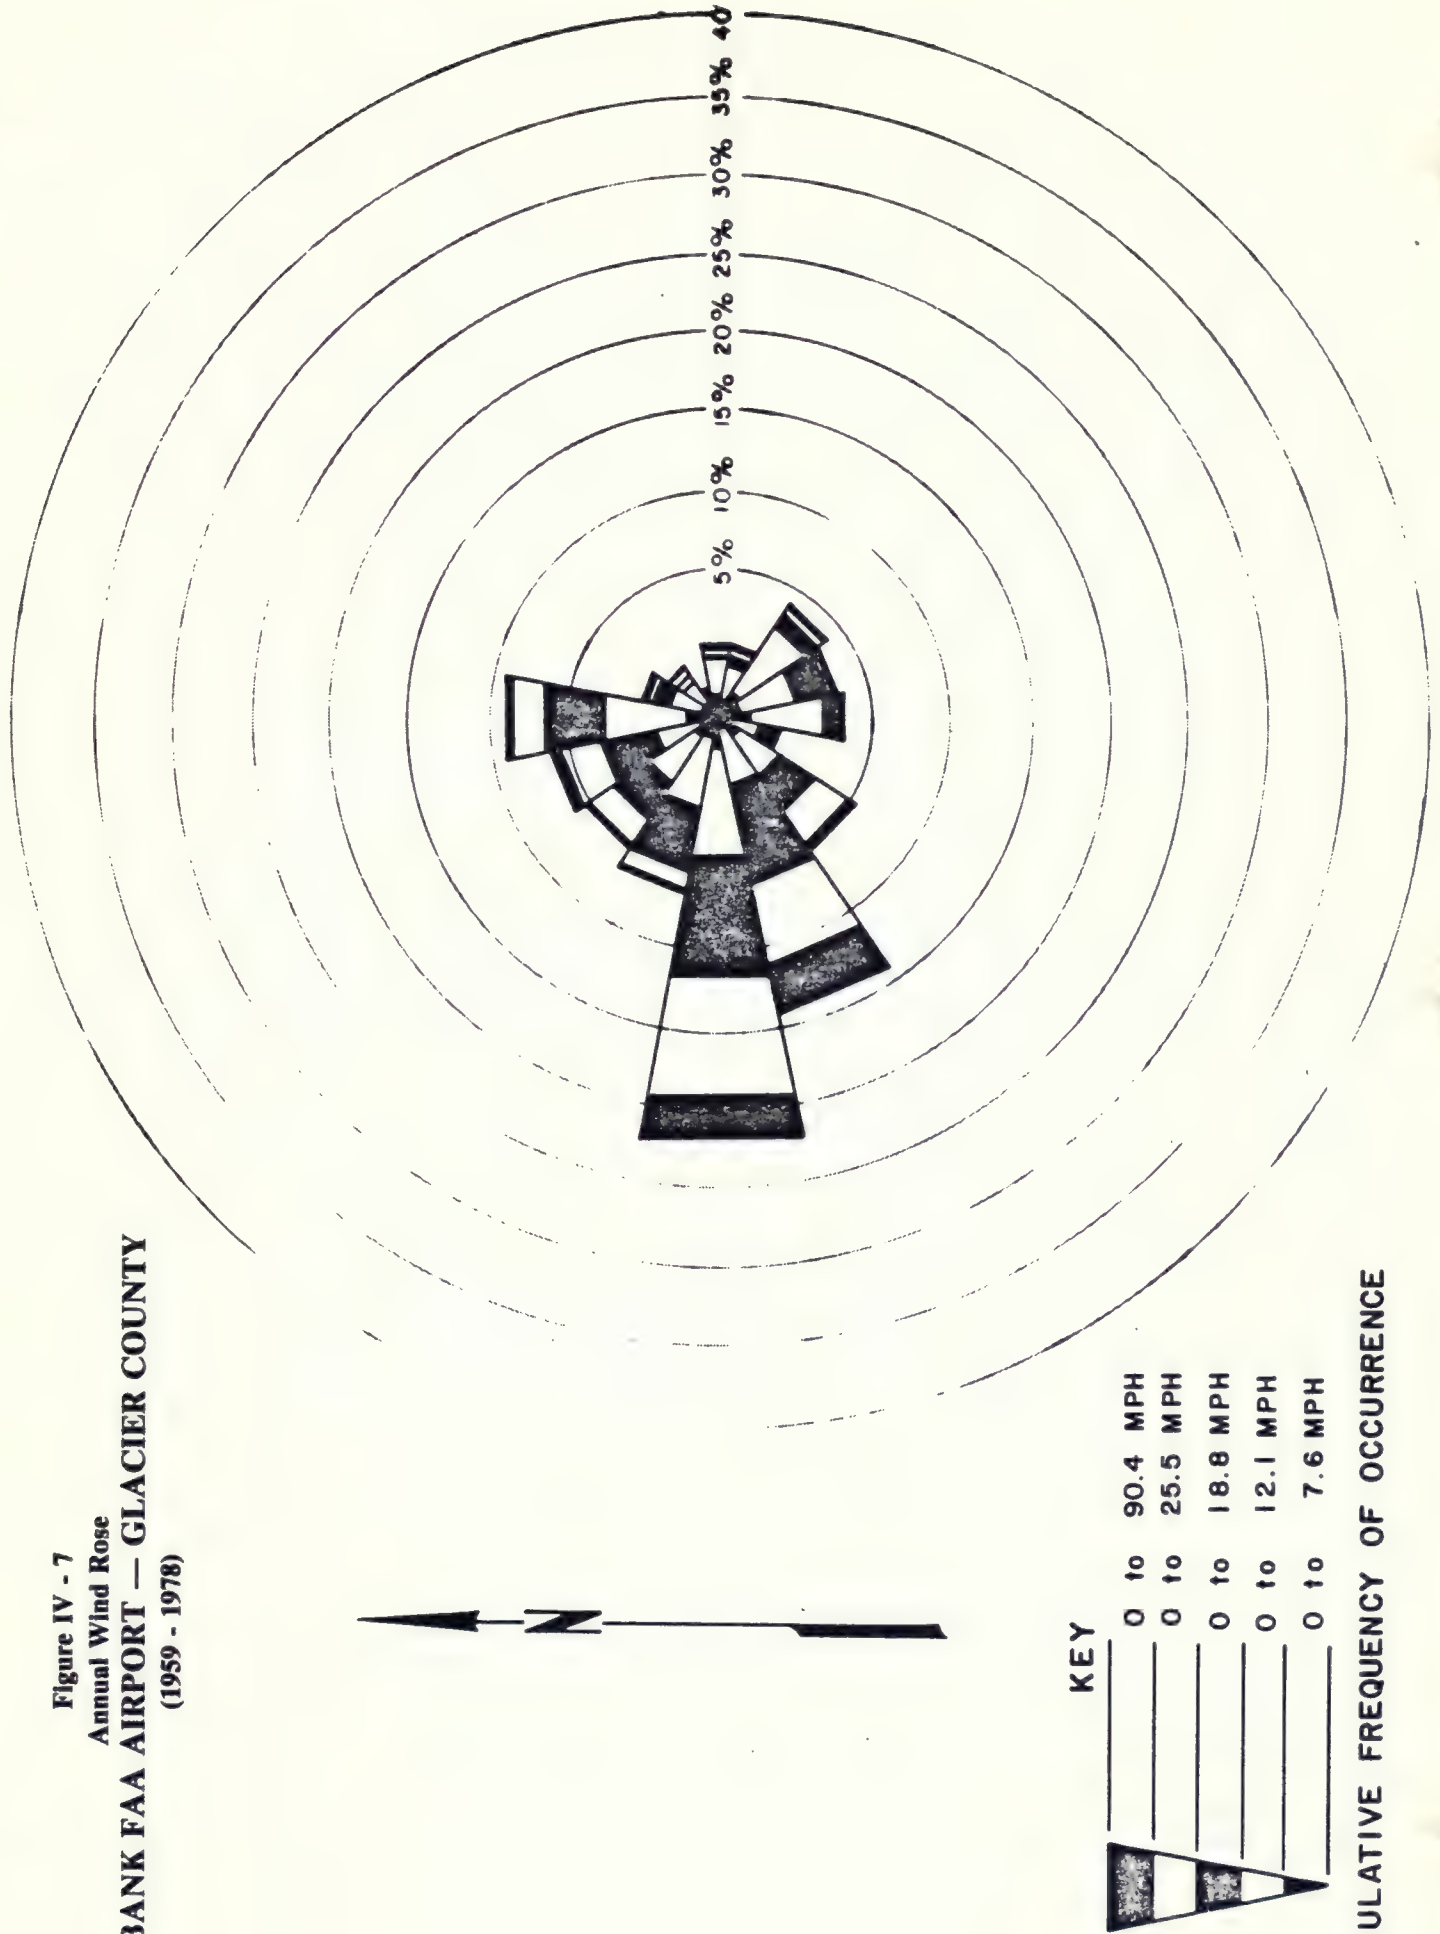 Figure IV - 7
Annual Wind Rose
BANK FAA AIRPORT — GLACIER COUNTY
(1959 - 1978)
5% 10% 15% 20% 25% 30% 35% 40
N
KEY
0 to 90.4 MPH
0 to 25.5 MPH
0 to 18.8 MPH
0 to 12.1 MPH
0 to 7.6 MPH
ULATIVE FREQUENCY OF OCCURRENCE